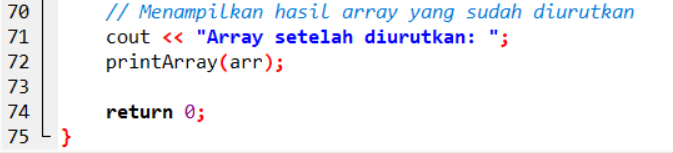 70 // Menampilkan hasil array yang sudah diurutkan
71 cout << "Array setelah diurutkan: ";
72 printArray(arr);
73
74 return 0;
75 }